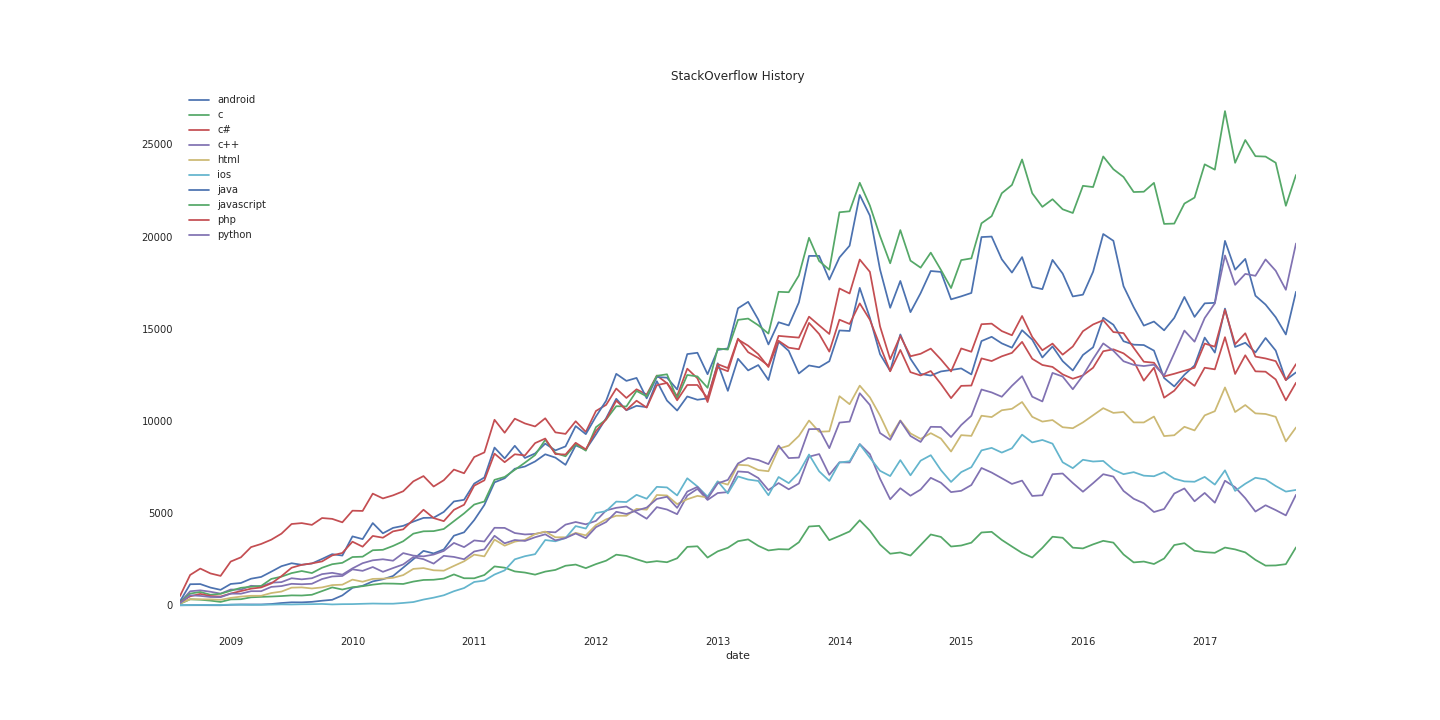 StackOverflow History
android
c
c#
c++
html
ios
java
javascript
php
python
25000
20000
15000
10000
5000
0
2009 2010 2011 2012 2013 2014 2015 2016 2017
date